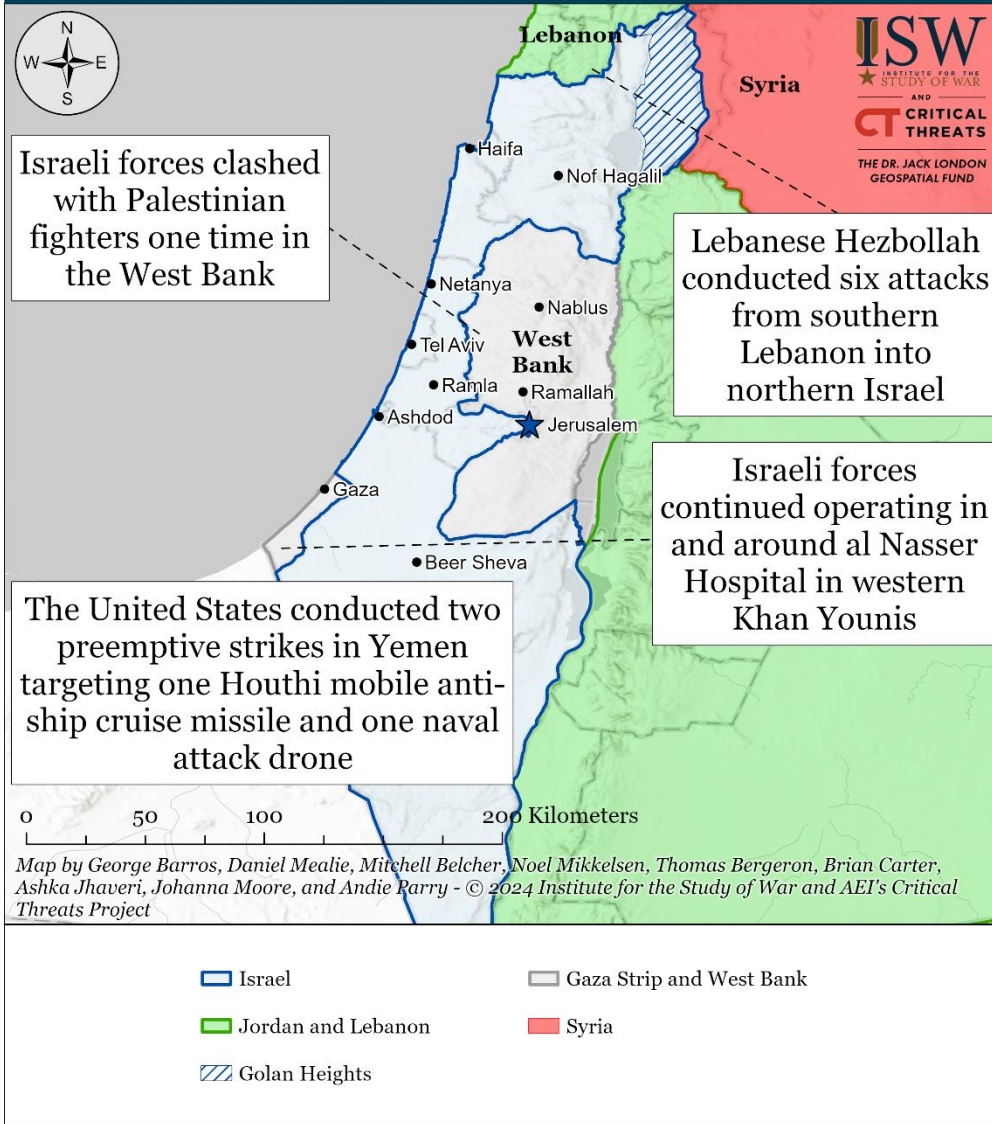 N
W
E
S
Lebanon
Syria
ISW
INSTITUTE FOR THE
STUDY OF WAR
AND
CT CRITICAL
THREATS
THE DR. JACK LONDON
GEOSPATIAL FUND
Israeli forces clashed
with Palestinian
fighters one time in
the West Bank
Haifa
Nof Hagalil
Lebanese Hezbollah
conducted six attacks
from southern
Lebanon into
northern Israel
Netanya
Nablus
West
Bank
Tel Aviv
Ramla
Ramallah
Ashdod
Jerusalem
Gaza
Beer Sheva
Israeli forces
continued operating in
and around al Nasser
Hospital in western
Khan Younis
The United States conducted two
preemptive strikes in Yemen
targeting one Houthi mobile anti-
ship cruise missile and one naval
attack drone
0 50 100 200 Kilometers
Map by George Barros, Daniel Mealie, Mitchell Belcher, Noel Mikkelsen, Thomas Bergeron, Brian Carter,
Ashka Jhaveri, Johanna Moore, and Andie Parry - © 2024 Institute for the Study of War and AEI's Critical
Threats Project
Israel
Gaza Strip and West Bank
Jordan and Lebanon
Syria
Golan Heights